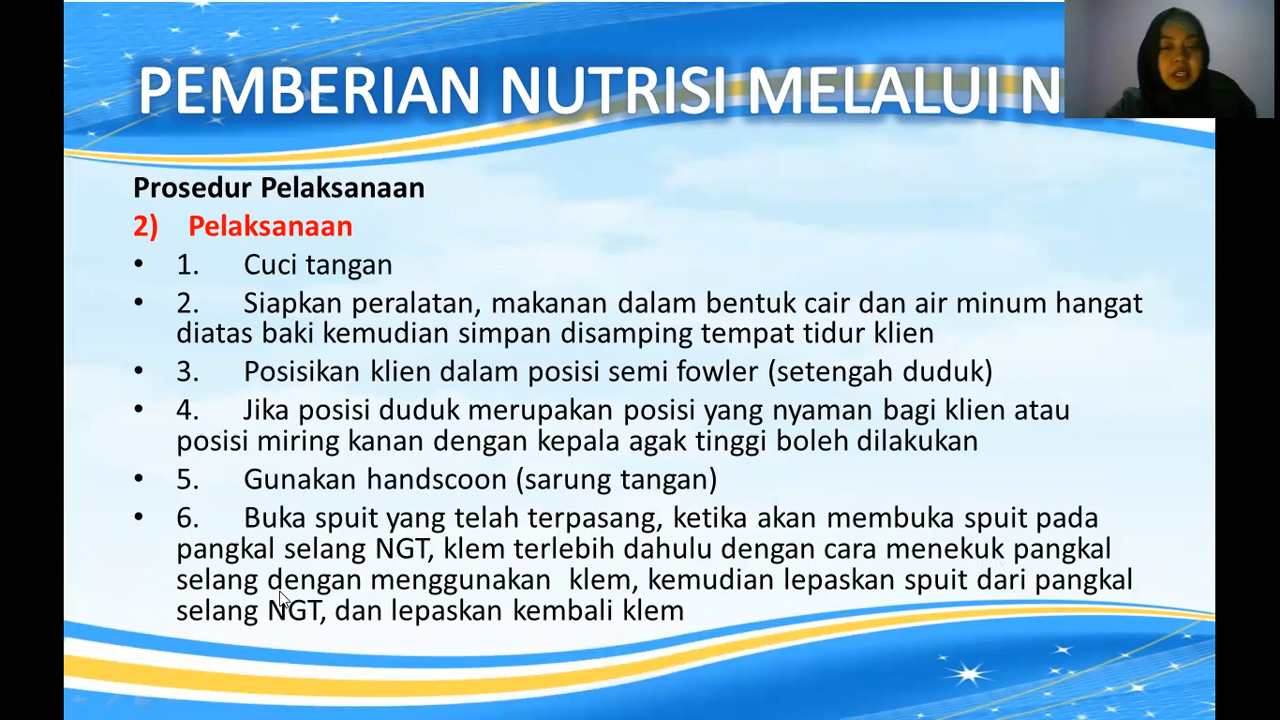 PEMBERIAN NUTRISI MELALUI N
Prosedur Pelaksanaan
2) Pelaksanaan
• 1. Cuci tangan
• 2. Siapkan peralatan, makanan dalam bentuk cair dan air minum hangat
diatas baki kemudian simpan disamping tempat tidur klien
• 3. Posisikan klien dalam posisi semi fowler (setengah duduk)
• 4. Jika posisi duduk merupakan posisi yang nyaman bagi klien atau
posisi miring kanan dengan kepala agak tinggi boleh dilakukan
• 5. Gunakan handscoon (sarung tangan)
• 6. Buka spuit yang telah terpasang, ketika akan membuka spuit pada
pangkal selang NGT, klem terlebih dahulu dengan cara menekuk pangkal
selang dengan menggunakan klem, kemudian lepaskan spuit dari pangkal
selang NGT, dan lepaskan kembali klem